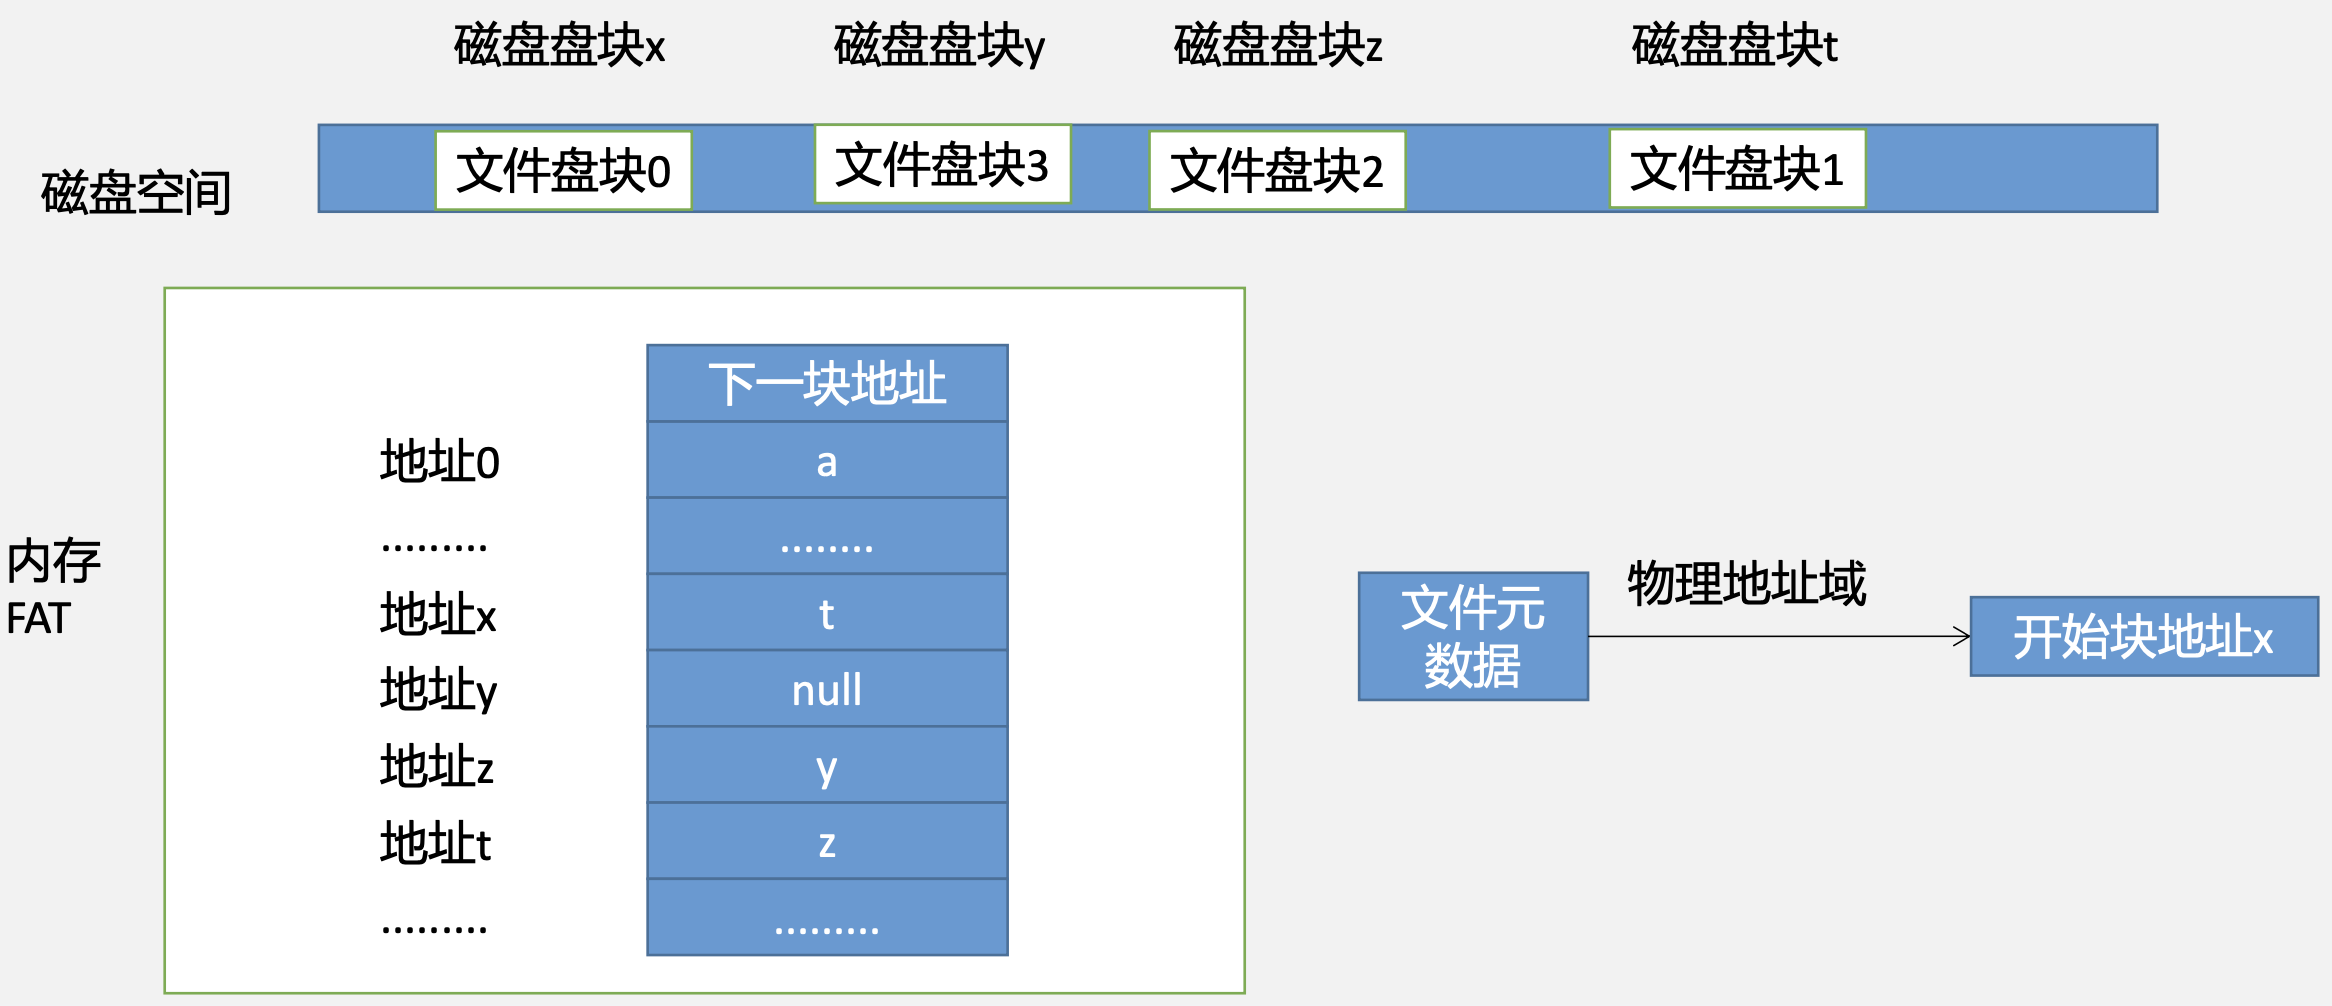 磁盘盘块x 磁盘盘块y 磁盘盘块z 磁盘盘块t
磁盘空间 文件盘块0 文件盘块3 文件盘块2 文件盘块1
下一块地址
地址0 a
......... ........
地址x t
地址y null
地址z y
地址t z
......... .........
内存
FAT
文件元
数据
物理地址域
开始块地址x